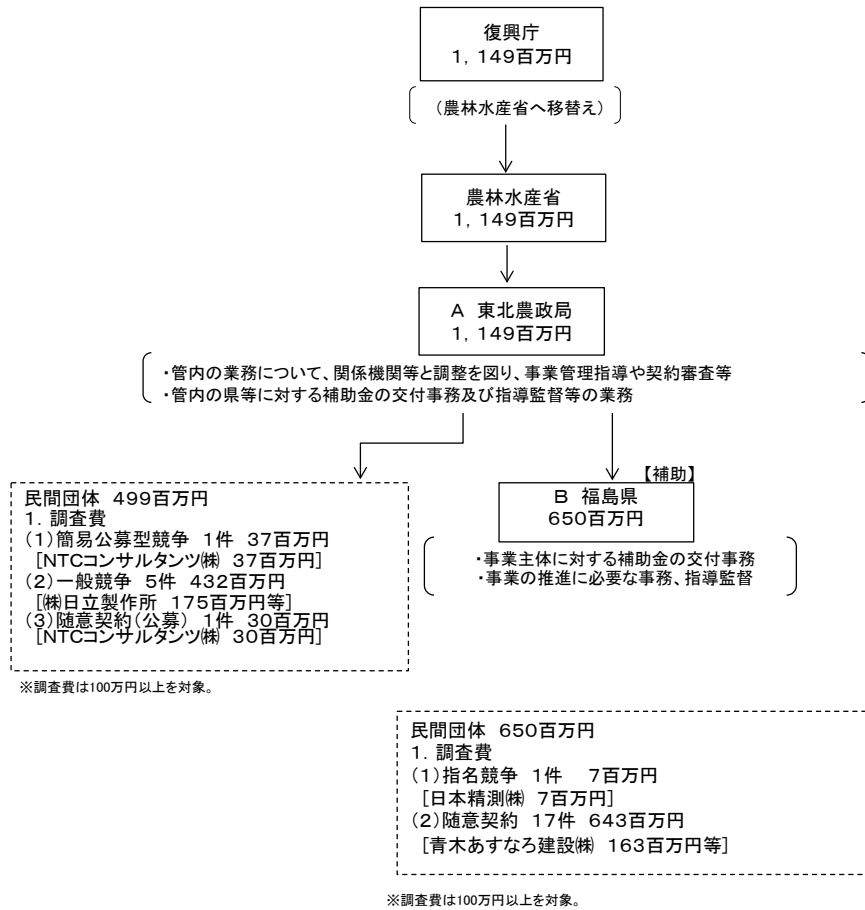 復興庁
１，１４９百万円
（農林水産省へ移替え）
農林水産省
１，１４９百万円
Ａ　東北農政局
１，１４９百万円
・管内の業務について、関係機関等と調整を図り、事業管理指導や契約審査等
・管内の県等に対する補助金の交付事務及び指導監督等の業務
民間団体　４９９百万円
１．調査費
（１）簡易公募型競争　１件　３７百万円
［ＮＴＣコンサルタンツ㈱　３７百万円］
（２）一般競争　５件　４３２百万円
［㈱日立製作所　１７５百万円等］
（３）随意契約（公募）　１件　３０百万円
［ＮＴＣコンサルタンツ㈱　３０百万円］
※調査費は100万円以上を対象。
【補助】
Ｂ　福島県
６５０百万円
・事業主体に対する補助金の交付事務
・事業の推進に必要な事務、指導監督
民間団体　６５０百万円
１．調査費
（１）指名競争　１件　　７百万円
［日本精測㈱　７百万円］
（２）随意契約　１７件　６４３百万円
［青木あすなろ建設㈱　１６３百万円等］
※調査費は100万円以上を対象。